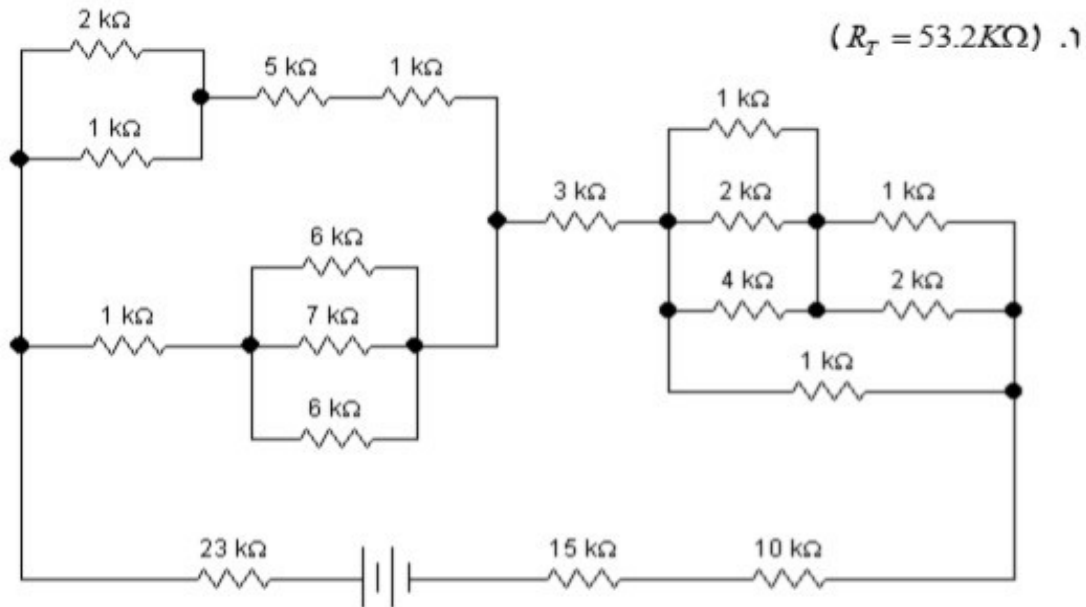 (R_T = 53.2KΩ) .ו
2 kΩ
5 kΩ 1 kΩ
1 kΩ
1 kΩ
3 kΩ 2 kΩ 1 kΩ
6 kΩ
4 kΩ 2 kΩ
1 kΩ 7 kΩ
1 kΩ
6 kΩ
23 kΩ 15 kΩ 10 kΩ